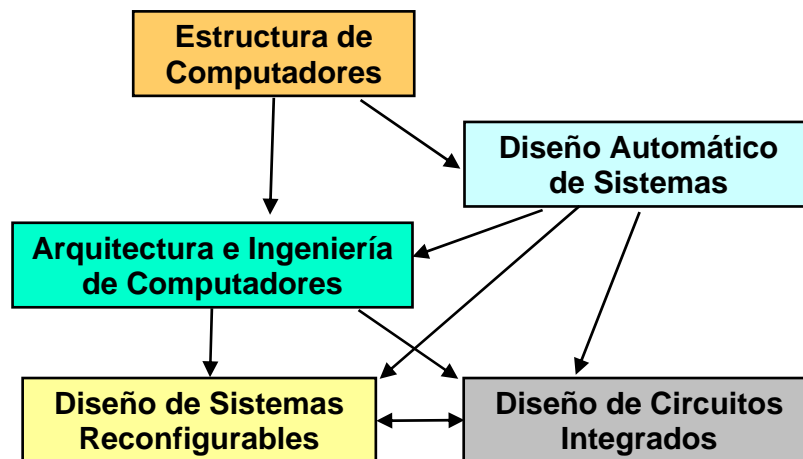 Estructura de
Computadores
Diseño Automático
de Sistemas
Arquitectura e Ingeniería
de Computadores
Diseño de Sistemas
Reconfigurables
Diseño de Circuitos
Integrados